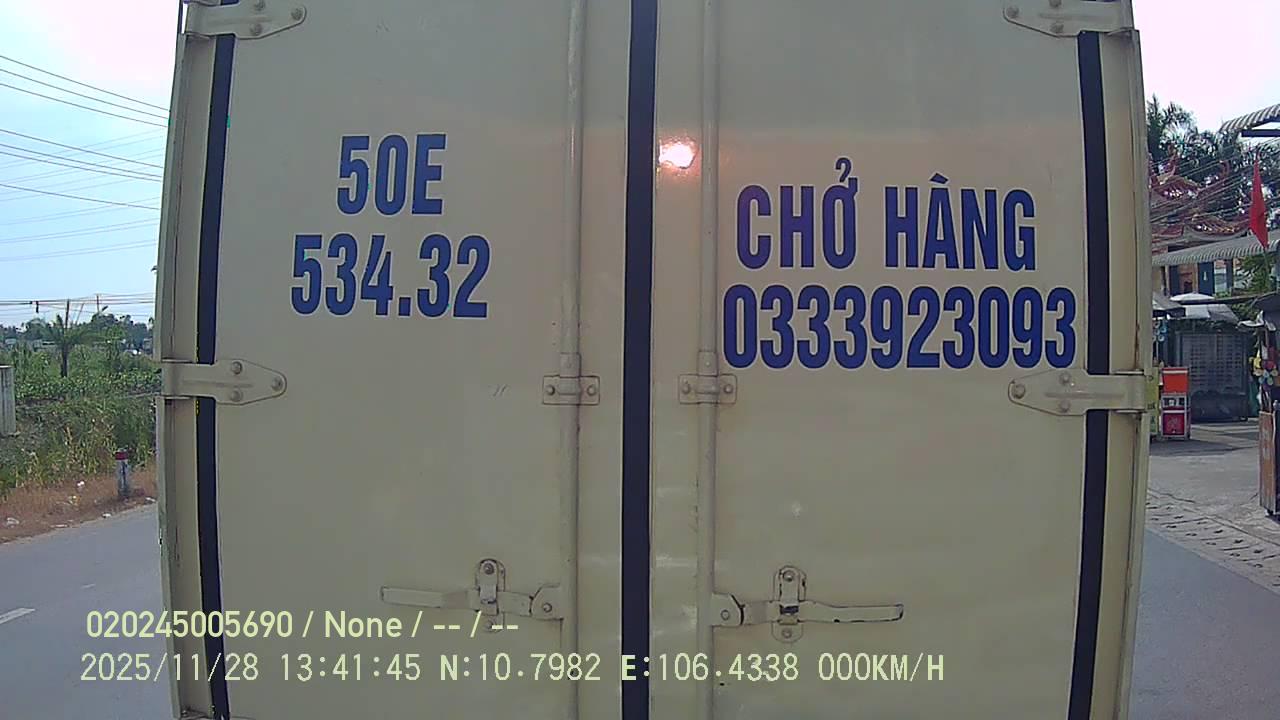 50E
534.32
CHỞ HÀNG
0333923093
020245005690 / None / -- / --
2025/11/28 13:41:45 N:10.7982 E:106.4338 000KM/H